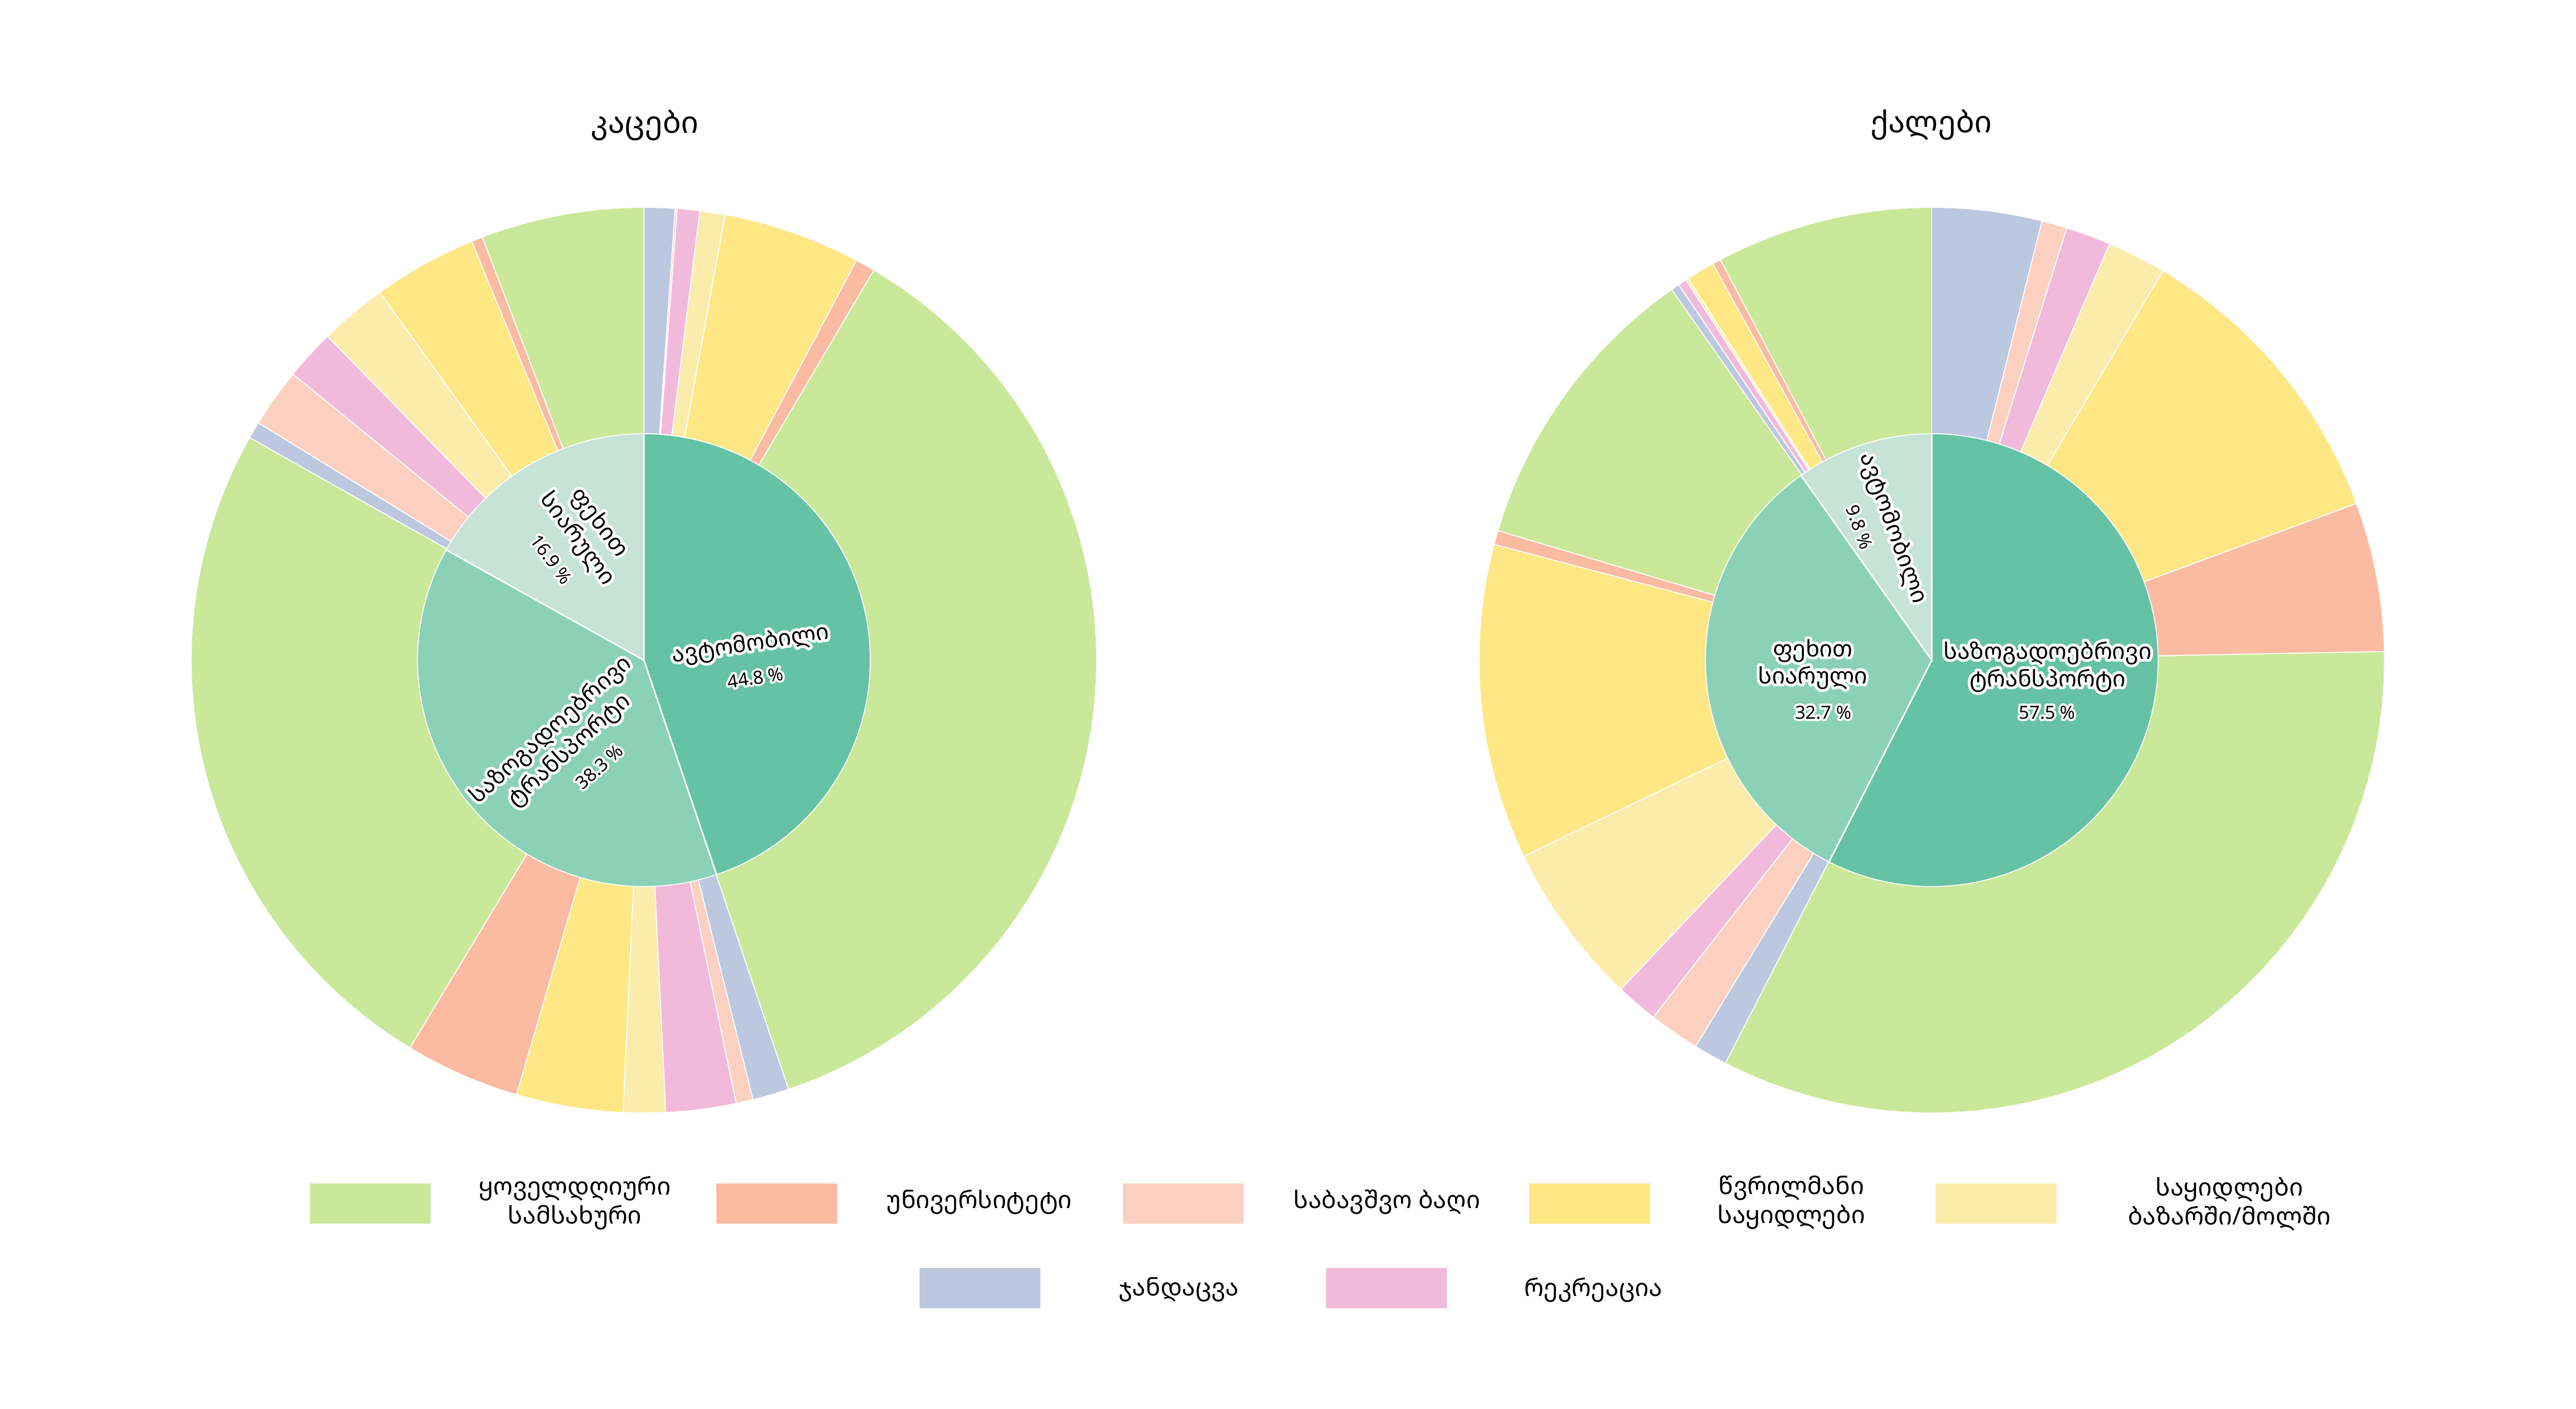 კაცები
ქალები
ფეხით
სიარული
16.9 %
ავტომობილი
44.8 %
საზოგადოებრივი
ტრანსპორტი
38.3 %
ავტომობილი
9.8 %
ფეხით
სიარული
32.7 %
საზოგადოებრივი
ტრანსპორტი
57.5 %
ყოველდღიური
სამსახური
უნივერსიტეტი
საბავშვო ბაღი
წვრილმანი
საყიდლები
საყიდლები
ბაზარში/მოლში
ჯანდაცვა
რეკრეაცია